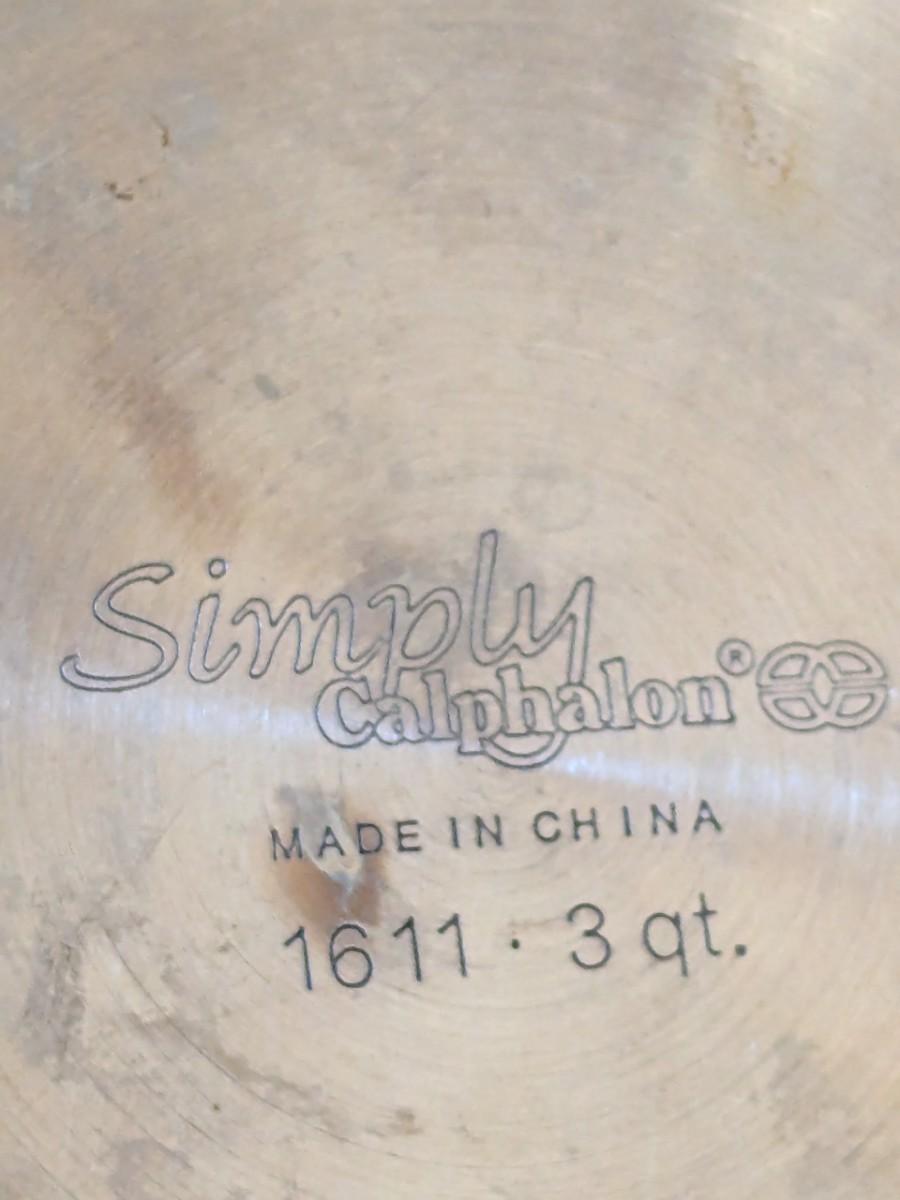 Simply
Calphalon®
MADE IN CHINA
1611 · 3 qt.